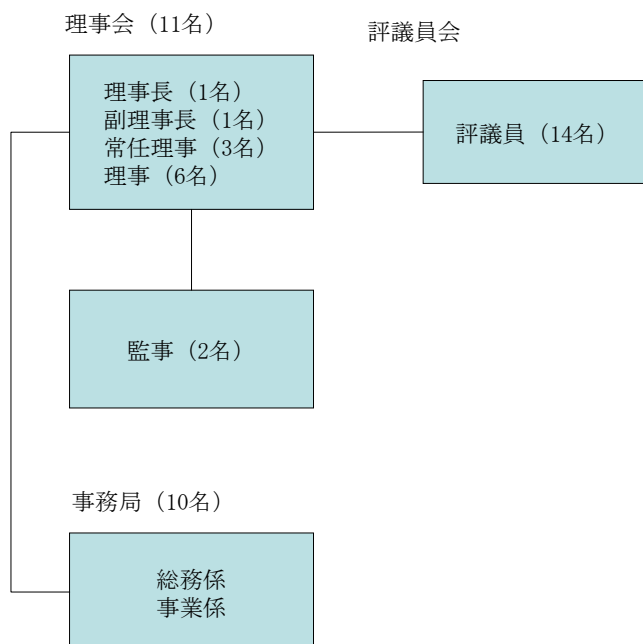 理事会（11名）
評議員会
理事長（1名）
副理事長（1名）
常任理事（3名）
理事（6名）
評議員（14名）
監事（2名）
事務局（10名）
総務係
事業係